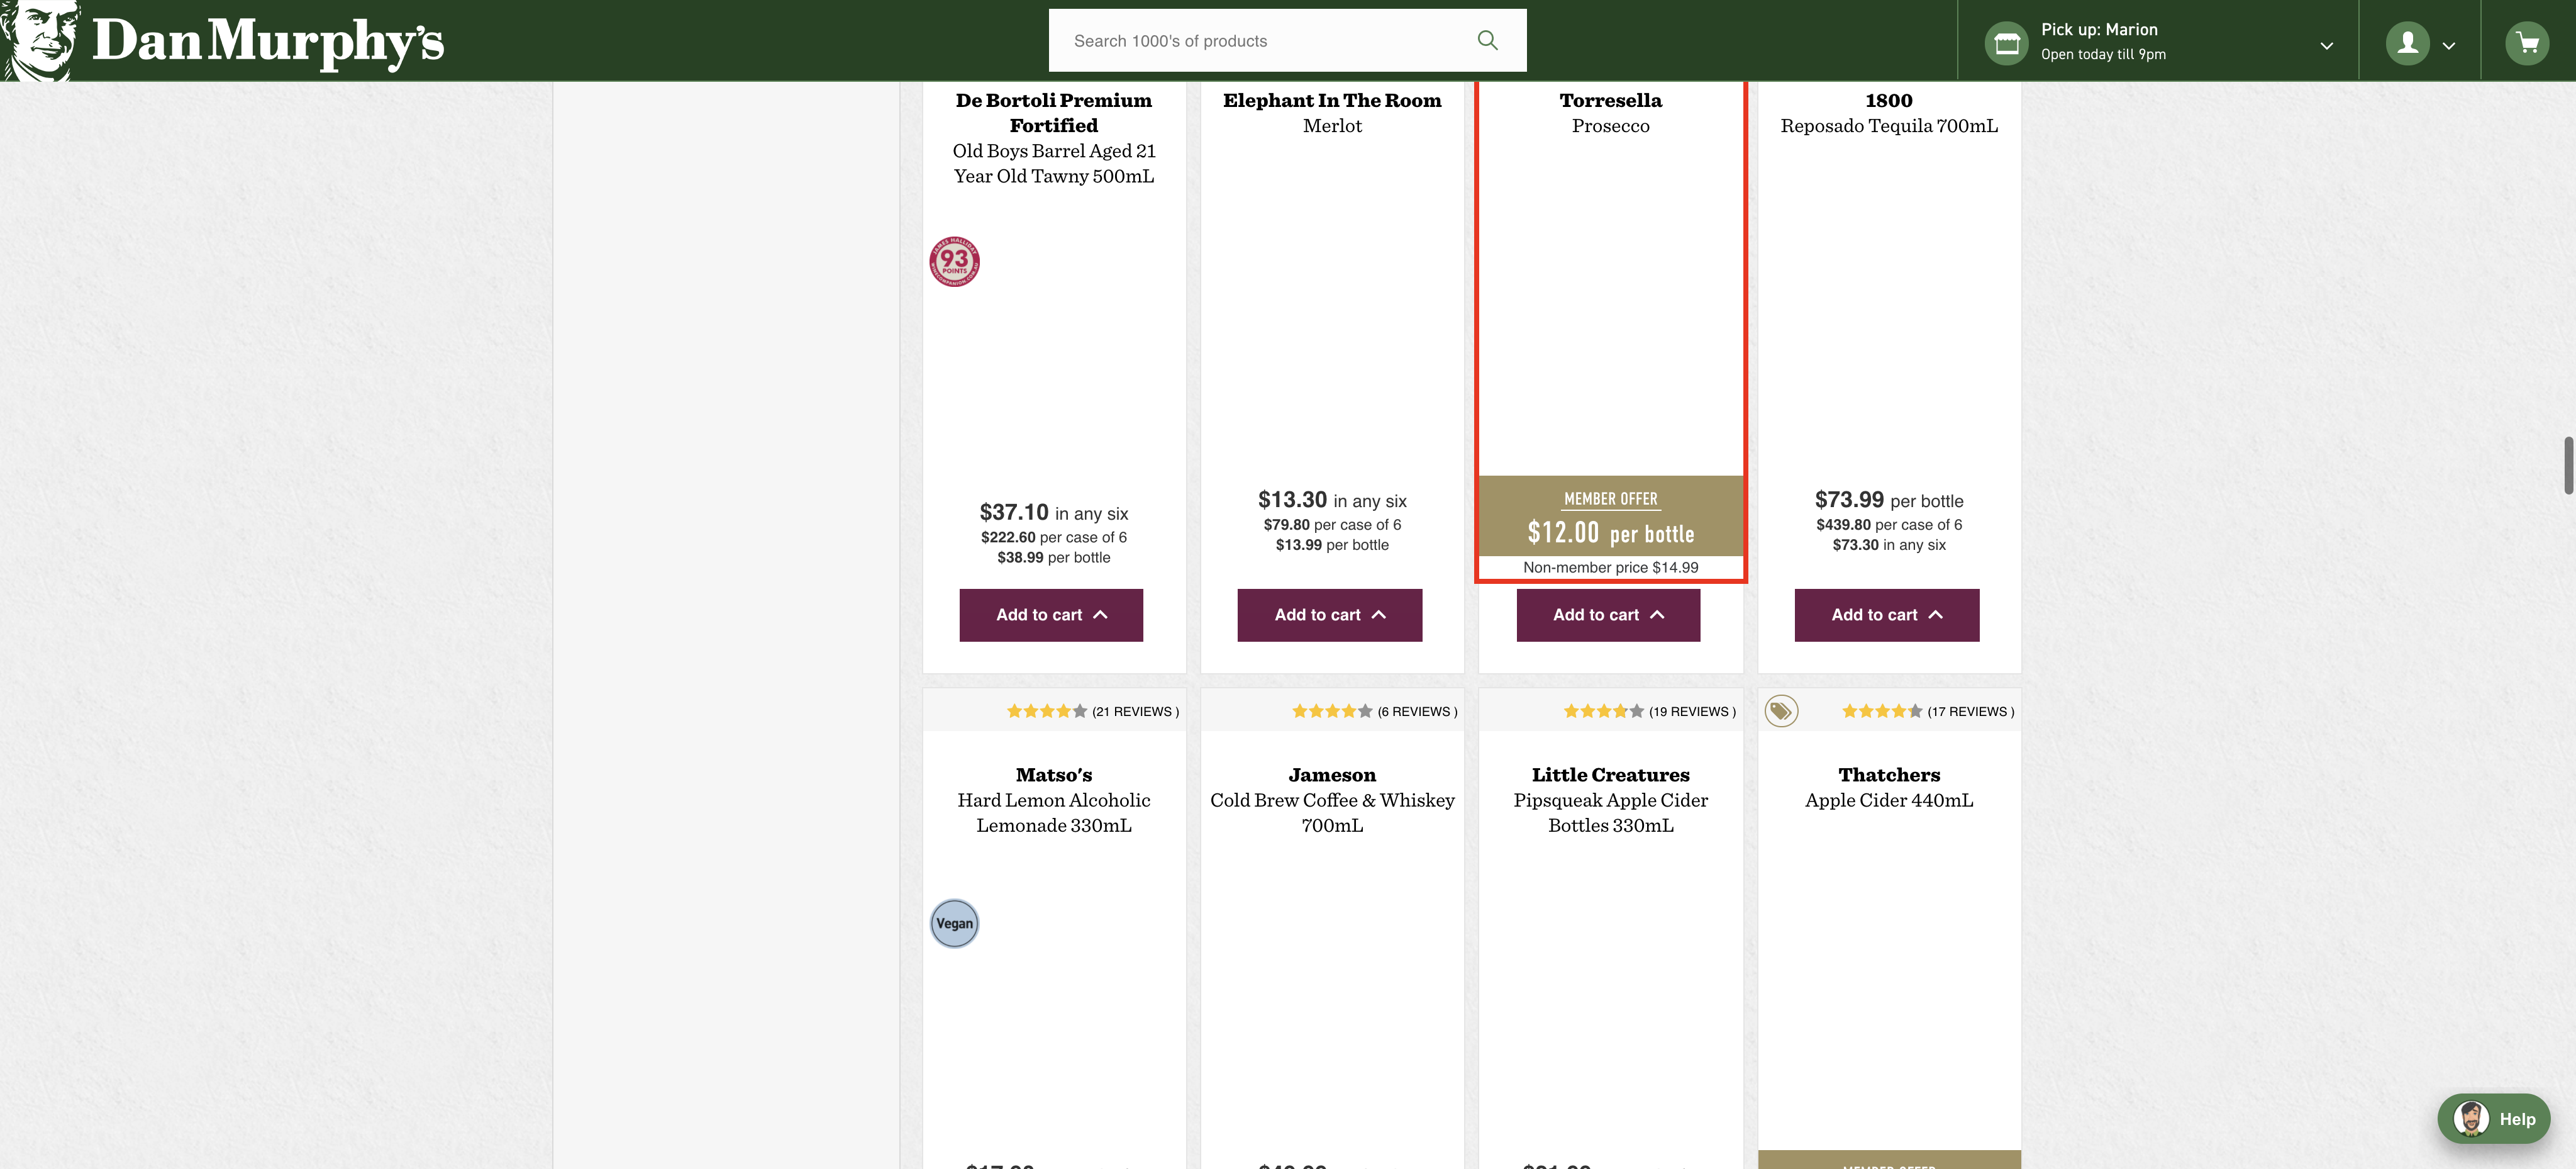 Dan Murphy's
Search 1000's of products
Pick up: Marion
Open today till 9pm
De Bortoli Premium
Fortified
Old Boys Barrel Aged 21
Year Old Tawny 500mL
93
POINTS
$37.10 in any six
$222.60 per case of 6
$38.99 per bottle
Add to cart
Elephant In The Room
Merlot
$13.30 in any six
$79.80 per case of 6
$13.99 per bottle
Add to cart
Torresella
Prosecco
MEMBER OFFER
$12.00 per bottle
Non-member price $14.99
Add to cart
1800
Reposado Tequila 700mL
$73.99 per bottle
$439.80 per case of 6
$73.30 in any six
Add to cart
(21 REVIEWS )
Matso's
Hard Lemon Alcoholic
Lemonade 330mL
Vegan
(6 REVIEWS )
Jameson
Cold Brew Coffee & Whiskey
700mL
(19 REVIEWS )
Little Creatures
Pipsqueak Apple Cider
Bottles 330mL
(17 REVIEWS )
Thatchers
Apple Cider 440mL
MEMBER OFFER
Help